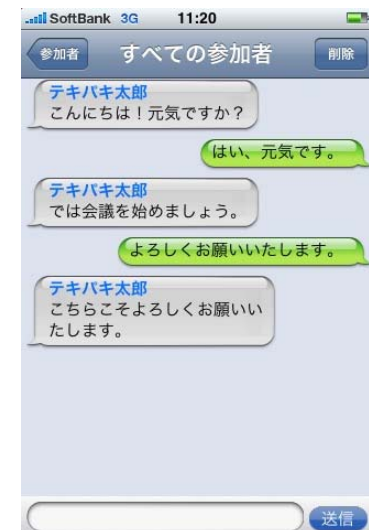 SoftBank 3G 11:20
参加者 すべての参加者 削除
テキパキ太郎
こんにちは！元気ですか？
はい、元気です。
テキパキ太郎
では会議を始めましょう。
よろしくお願いいたします。
テキパキ太郎
こちらこそよろしくお願いい
たします。
送信